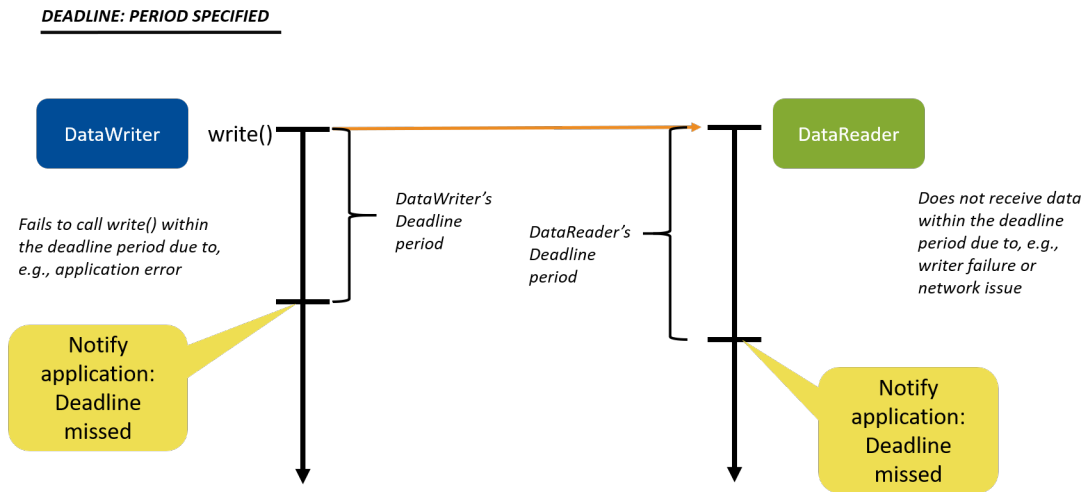 DEADLINE: PERIOD SPECIFIED
DataWriter
write()
DataReader
DataWriter's
Deadline
period
Fails to call write() within
the deadline period due to,
e.g., application error
DataReader's
Deadline
period
Does not receive data
within the deadline
period due to, e.g.,
writer failure or
network issue
Notify
application:
Deadline
missed
Notify
application:
Deadline
missed